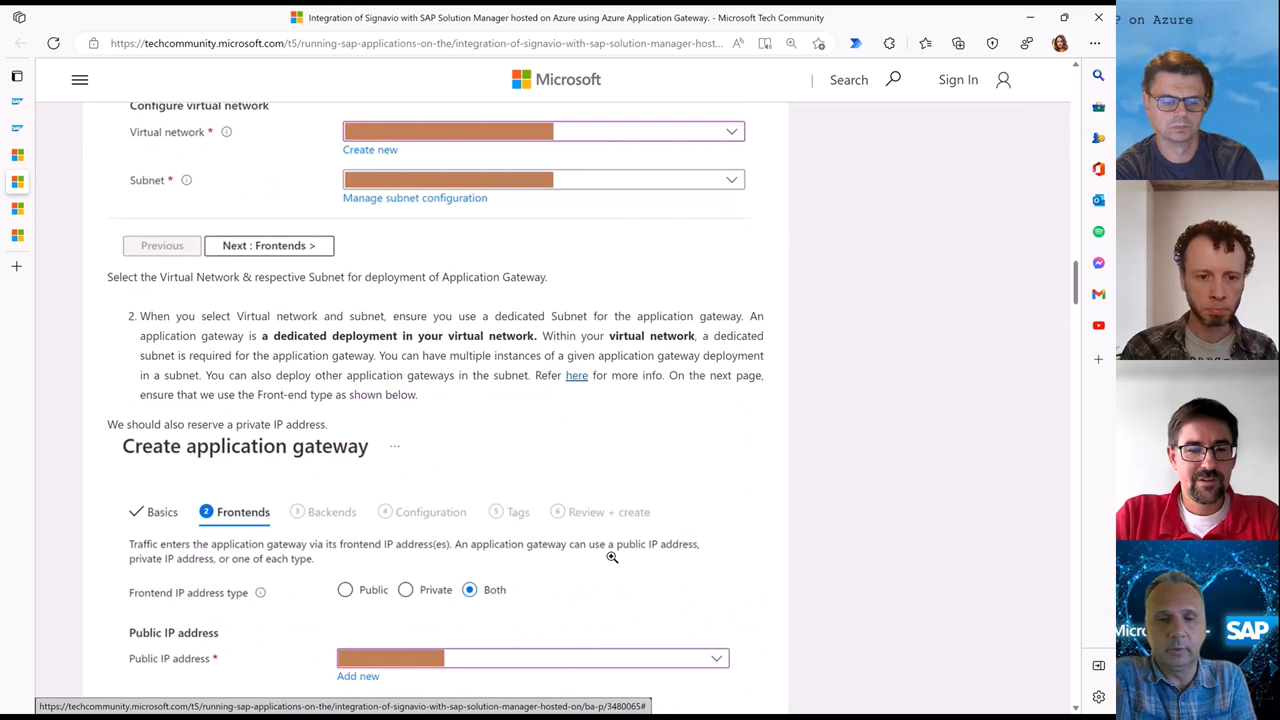 Integration of Signavio with SAP Solution Manager hosted on Azure using Azure Application Gateway. - Microsoft Tech Community
P on Azure
https://techcommunity.microsoft.com/t5/running-sap-applications-on-the/integration-of-signavio-with-sap-solution-manager-host...
Microsoft
Search
Sign In
Configure virtual network
Virtual network *
Create new
Subnet *
Manage subnet configuration
Previous
Next : Frontends >
Select the Virtual Network & respective Subnet for deployment of Application Gateway.
2. When you select Virtual network and subnet, ensure you use a dedicated Subnet for the application gateway. An
application gateway is a dedicated deployment in your virtual network. Within your virtual network, a dedicated
subnet is required for the application gateway. You can have multiple instances of a given application gateway deployment
in a subnet. You can also deploy other application gateways in the subnet. Refer here for more info. On the next page,
ensure that we use the Front-end type as shown below.
We should also reserve a private IP address.
Create application gateway ...
Basics
2 Frontends
3 Backends
4 Configuration
5 Tags
6 Review + create
Traffic enters the application gateway via its frontend IP address(es). An application gateway can use a public IP address,
private IP address, or one of each type.
Frontend IP address type
Public
Private
Both
Public IP address
Public IP address *
Add new
https://techcommunity.microsoft.com/t5/running-sap-applications-on-the/integration-of-signavio-with-sap-solution-manager-hosted-on/ba-p/3480065#
SAP